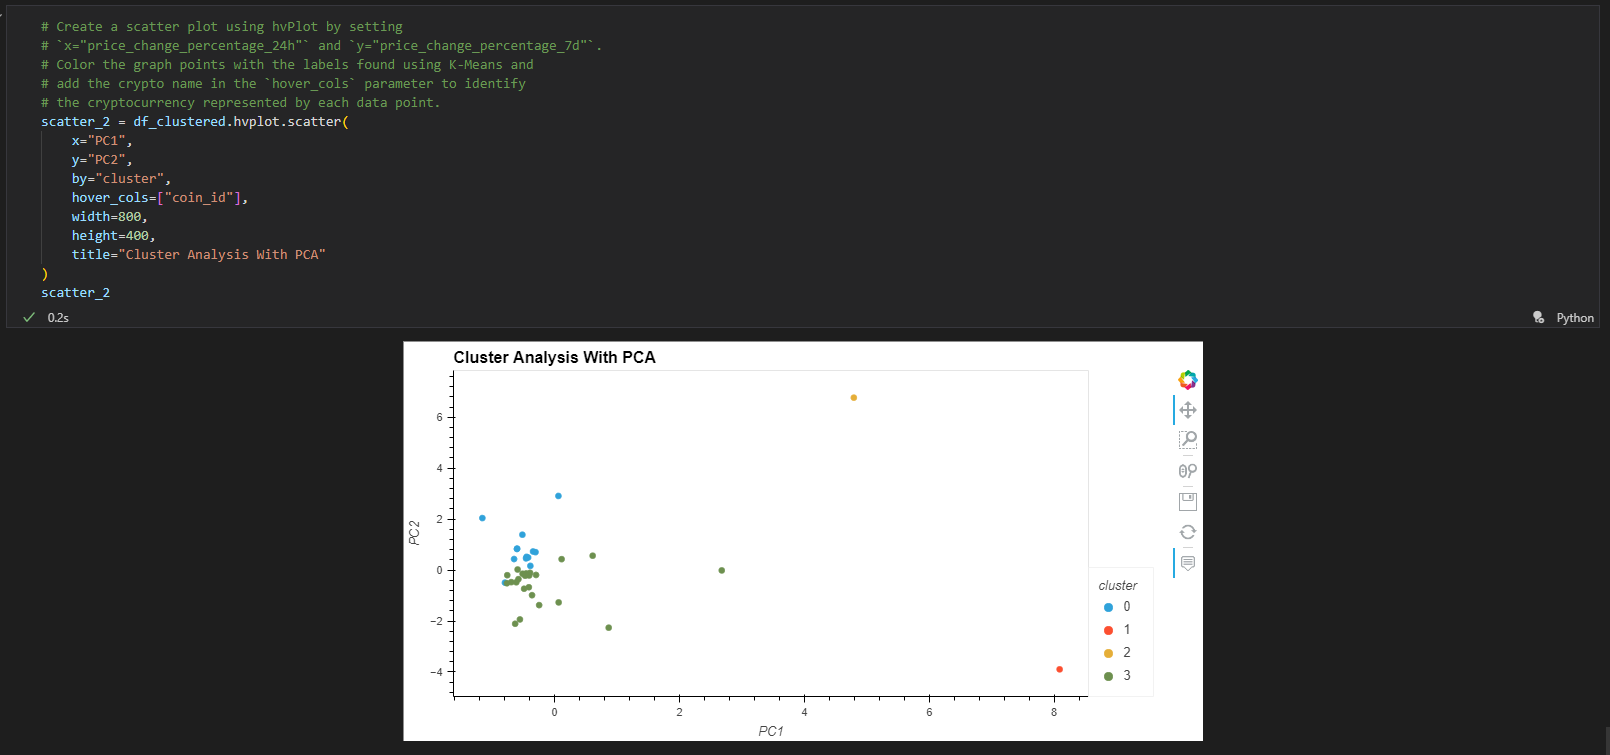 # Create a scatter plot using hvPlot by setting
# `x="price_change_percentage_24h"` and `y="price_change_percentage_7d"`.
# Color the graph points with the labels found using K-Means and
# add the crypto name in the `hover_cols` parameter to identify
# the cryptocurrency represented by each data point.
scatter_2 = df_clustered.hvplot.scatter(
    x="PC1",
    y="PC2",
    by="cluster",
    hover_cols=["coin_id"],
    width=800,
    height=400,
    title="Cluster Analysis With PCA"
)
scatter_2
0.2s
Python
Cluster Analysis With PCA
6
4
2
0
−2
−4
PC2
0 2 4 6 8
PC1
cluster
0
1
2
3